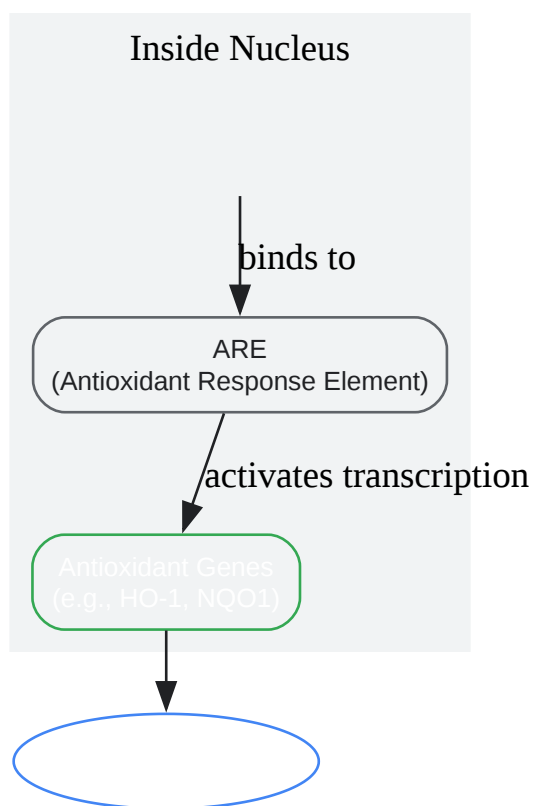 Inside Nucleus
binds to
ARE
(Antioxidant Response Element)
activates transcription
Antioxidant Genes
(e.g., HO-1, NQO1)